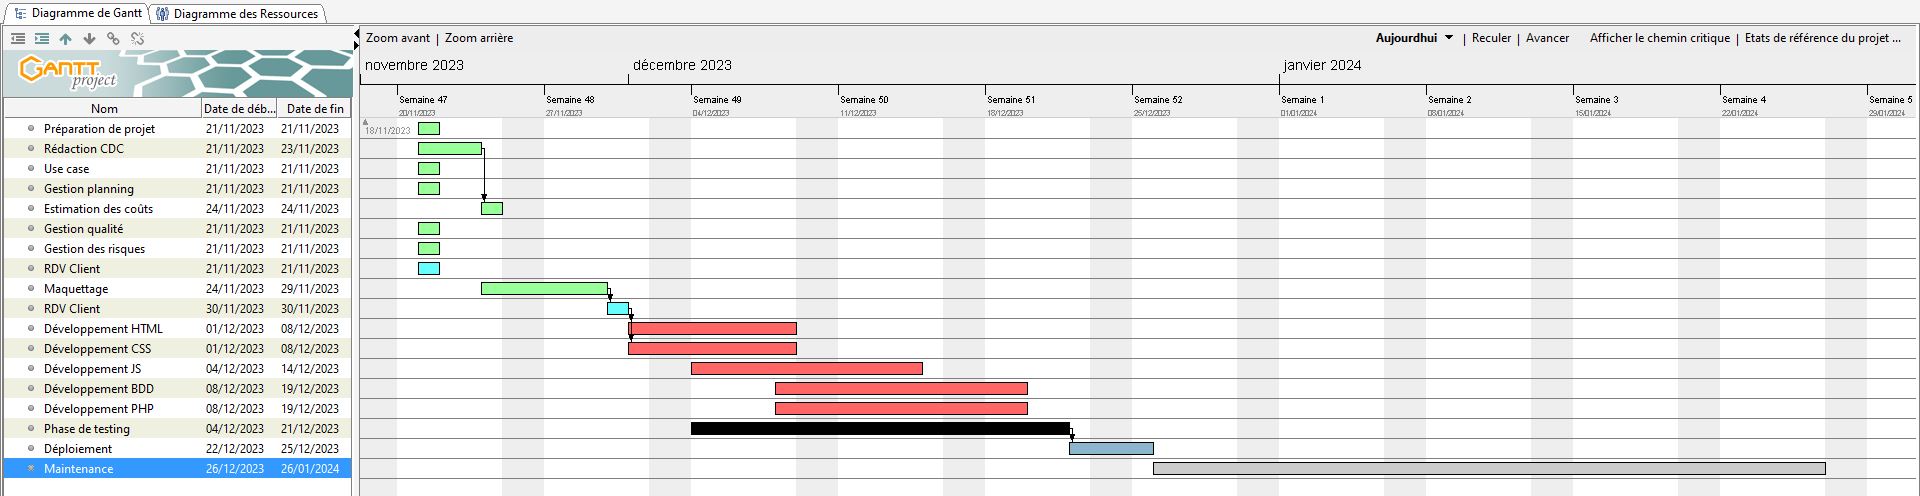 Diagramme de Gantt Diagramme des Ressources
Zoom avant | Zoom arrière Aujourdhui | Reculer | Avancer Afficher le chemin critique | Etats de référence du projet ...
GANTT project
novembre 2023 décembre 2023 janvier 2024
Nom Date de déb... Date de fin
Semaine 47 Semaine 48 Semaine 49 Semaine 50 Semaine 51 Semaine 52 Semaine 1 Semaine 2 Semaine 3 Semaine 4 Semaine 5
20/11/2023 27/11/2023 04/12/2023 11/12/2023 18/12/2023 25/12/2023 01/01/2024 08/01/2024 15/01/2024 22/01/2024 29/01/2024
18/11/2023
Préparation de projet 21/11/2023 21/11/2023
Rédaction CDC 21/11/2023 23/11/2023
Use case 21/11/2023 21/11/2023
Gestion planning 21/11/2023 21/11/2023
Estimation des coûts 24/11/2023 24/11/2023
Gestion qualité 21/11/2023 21/11/2023
Gestion des risques 21/11/2023 21/11/2023
RDV Client 21/11/2023 21/11/2023
Maquettage 24/11/2023 29/11/2023
RDV Client 30/11/2023 30/11/2023
Développement HTML 01/12/2023 08/12/2023
Développement CSS 01/12/2023 08/12/2023
Développement JS 04/12/2023 14/12/2023
Développement BDD 08/12/2023 19/12/2023
Développement PHP 08/12/2023 19/12/2023
Phase de testing 04/12/2023 21/12/2023
Déploiement 22/12/2023 25/12/2023
Maintenance 26/12/2023 26/01/2024